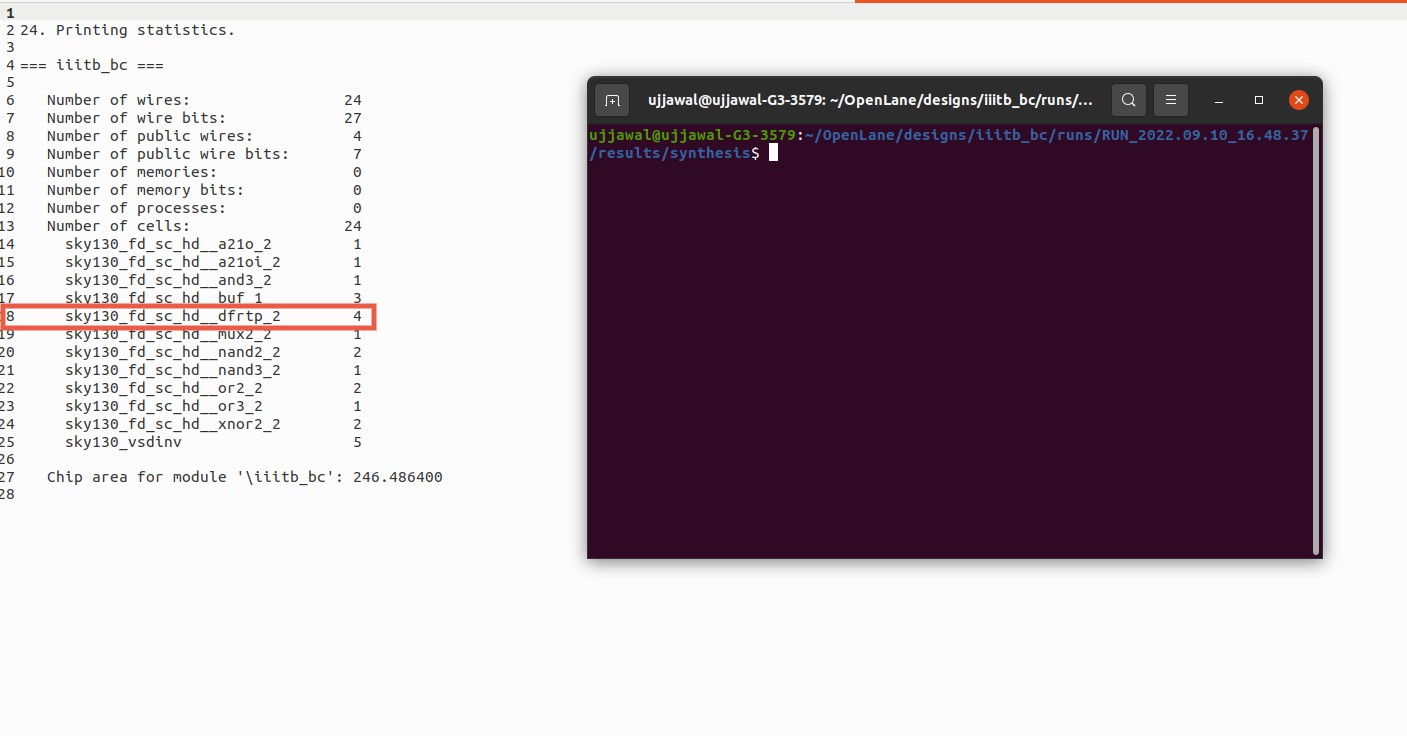 1
2 24. Printing statistics.
3
4 === iiitb_bc ===
5
6 Number of wires: 24
7 Number of wire bits: 27
8 Number of public wires: 4
9 Number of public wire bits: 7
10 Number of memories: 0
11 Number of memory bits: 0
12 Number of processes: 0
13 Number of cells: 24
14 sky130_fd_sc_hd__a21o_2 1
15 sky130_fd_sc_hd__a21oi_2 1
16 sky130_fd_sc_hd__and3_2 1
17 sky130_fd_sc_hd__buf_1 3
18 sky130_fd_sc_hd__dfrtp_2 4
19 sky130_fd_sc_hd__mux2_2 1
20 sky130_fd_sc_hd__nand2_2 2
21 sky130_fd_sc_hd__nand3_2 1
22 sky130_fd_sc_hd__or2_2 2
23 sky130_fd_sc_hd__or3_2 1
24 sky130_fd_sc_hd__xnor2_2 2
25 sky130_vsdinv 5
26
27 Chip area for module '\iiitb_bc': 246.486400
28
ujjawal@ujjawal-G3-3579: ~/OpenLane/designs/iiitb_bc/runs/...
ujjawal@ujjawal-G3-3579:~/OpenLane/designs/iiitb_bc/runs/RUN_2022.09.10_16.48.37
/results/synthesis$